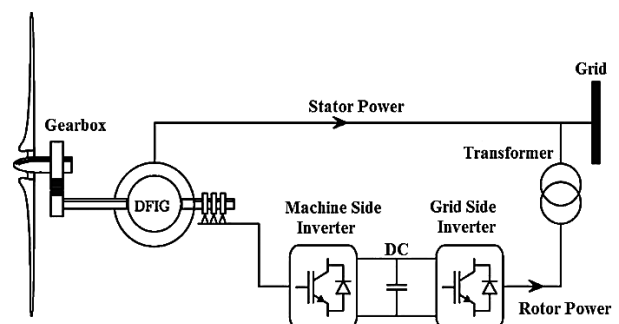 Grid
Stator Power
Gearbox
Transformer
DFIG
Machine Side
Inverter
Grid Side
Inverter
DC
Rotor Power